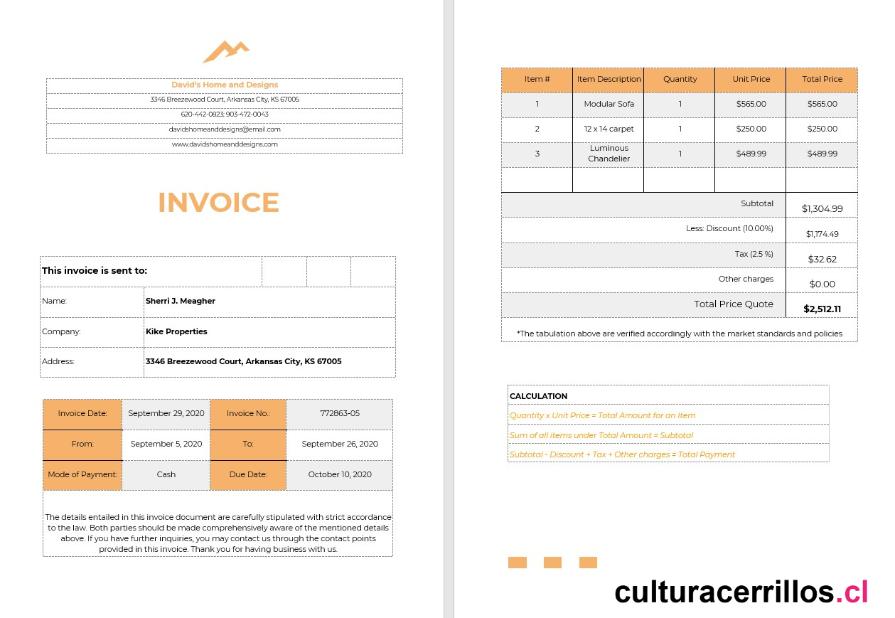 David's Home and Designs
3346 Breezewood Court, Arkansas City, KS 67005
620-442-0823; 903-472-0043
davidshomeanddesigns@email.com
www.davidshomeanddesigns.com
INVOICE
This invoice is sent to:
Name: Sherri J. Meagher
Company: Kike Properties
Address: 3346 Breezewood Court, Arkansas City, KS 67005
Invoice Date: September 29, 2020 Invoice No.: 772863-05
From: September 5, 2020 To: September 26, 2020
Mode of Payment: Cash Due Date: October 10, 2020
The details entailed in this invoice document are carefully stipulated with strict accordance
to the law. Both parties should be made comprehensively aware of the mentioned details
above. If you have further inquiries, you may contact us through the contact points
provided in this invoice. Thank you for having business with us.
Item # Item Description Quantity Unit Price Total Price
1 Modular Sofa 1 $565.00 $565.00
2 12 x 14 carpet 1 $250.00 $250.00
3 Luminous Chandelier 1 $489.99 $489.99
Subtotal $1,304.99
Less: Discount (10.00%) $1,174.49
Tax (2.5 %) $32.62
Other charges $0.00
Total Price Quote $2,512.11
*The tabulation above are verified accordingly with the market standards and policies
CALCULATION
Quantity x Unit Price = Total Amount for an Item
Sum of all items under Total Amount = Subtotal
Subtotal - Discount + Tax + Other charges = Total Payment
culturacerrillos.cl